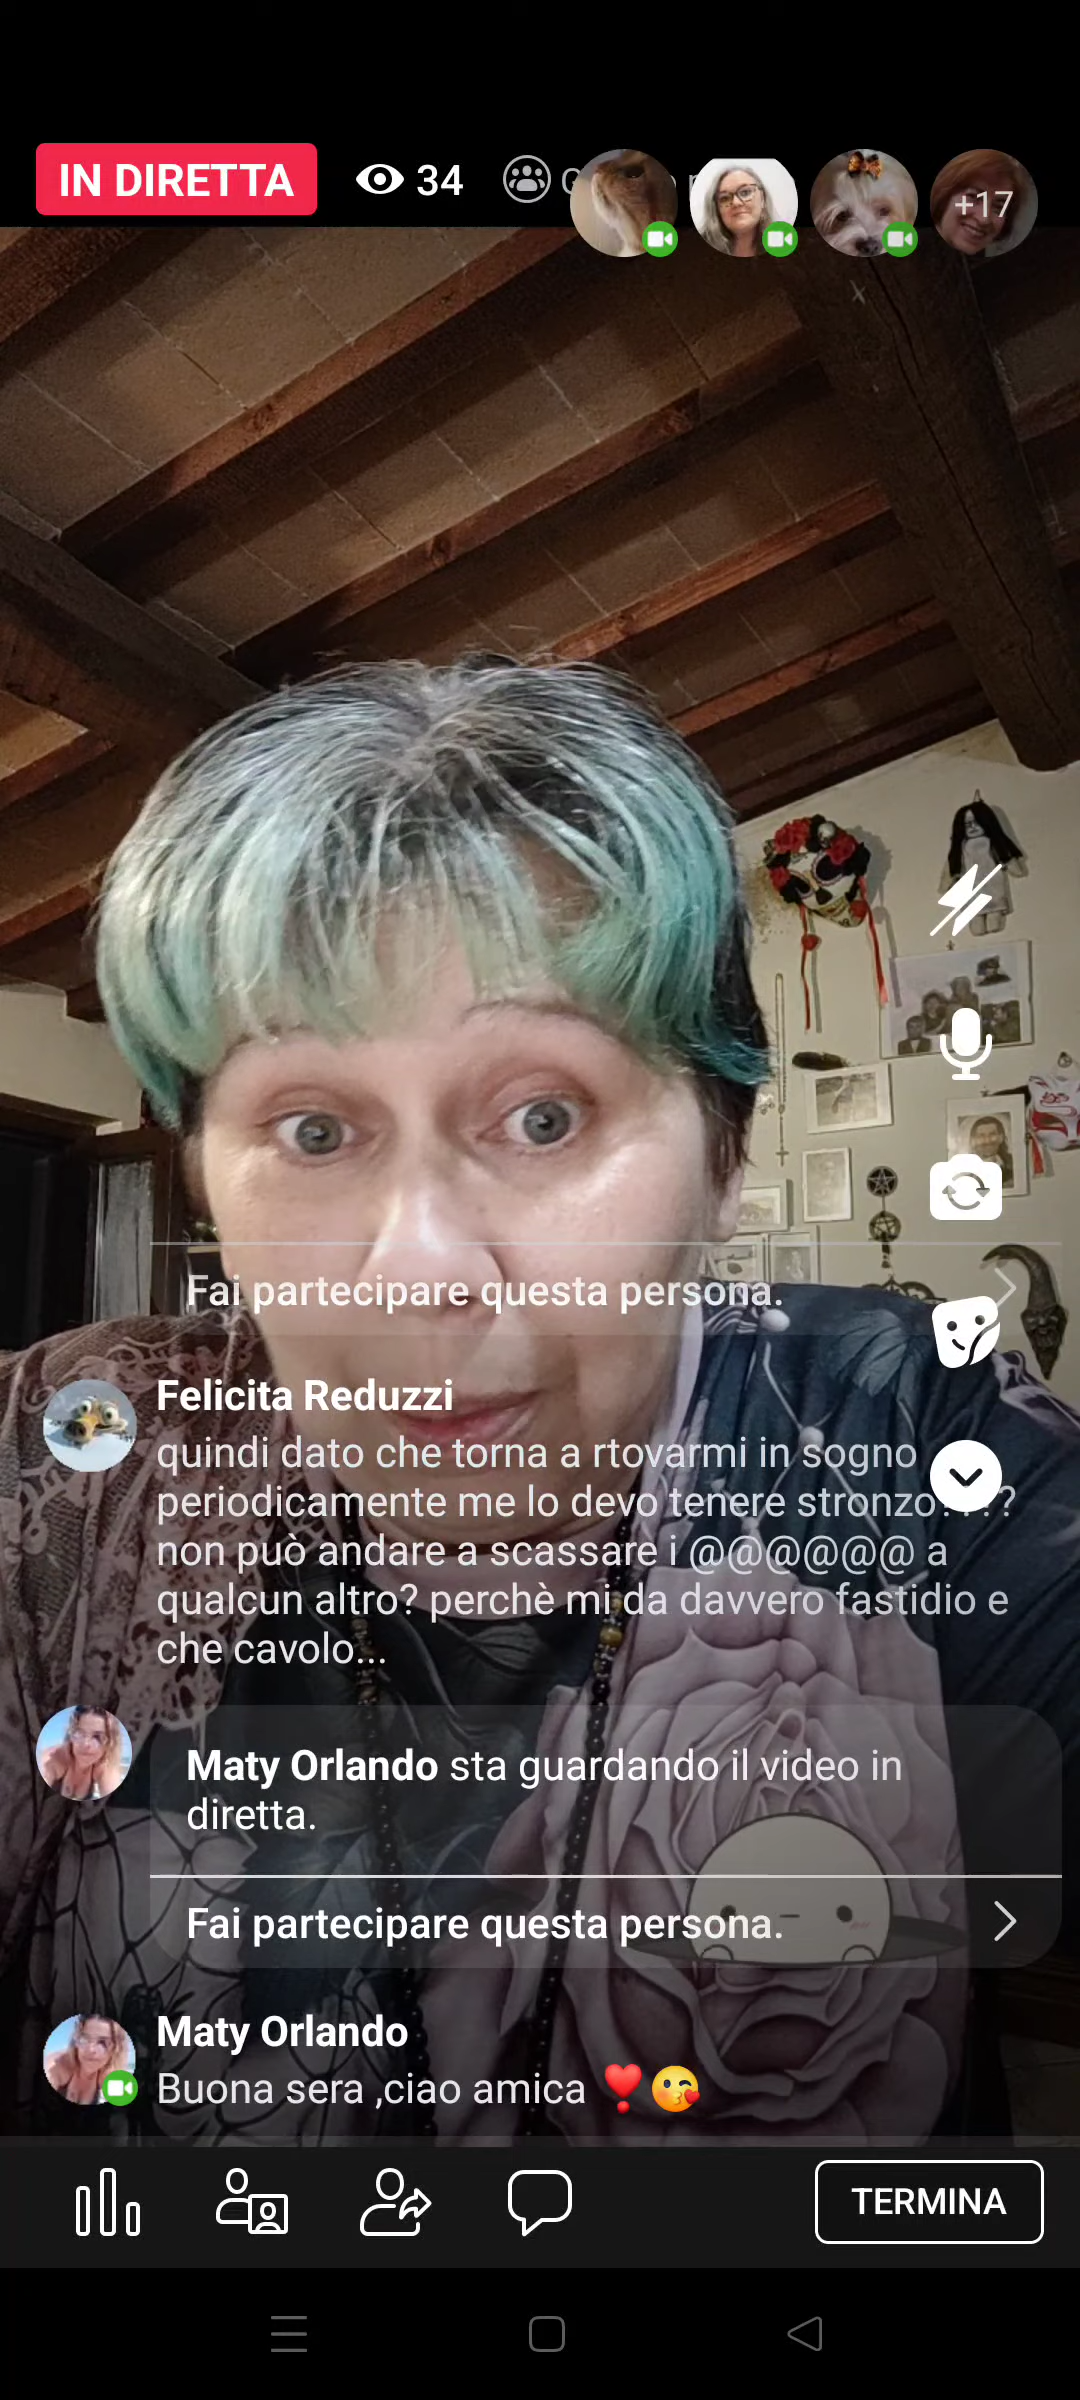 IN DIRETTA
34
+17
Fai partecipare questa persona.
Felicita Reduzzi
quindi dato che torna a rtovarmi in sogno
periodicamente me lo devo tenere stronzo????
non può andare a scassare i @@@@@@ a
qualcun altro? perchè mi da davvero fastidio e
che cavolo...
Maty Orlando sta guardando il video in
diretta.
Fai partecipare questa persona.
Maty Orlando
Buona sera ,ciao amica ❣️😘
TERMINA